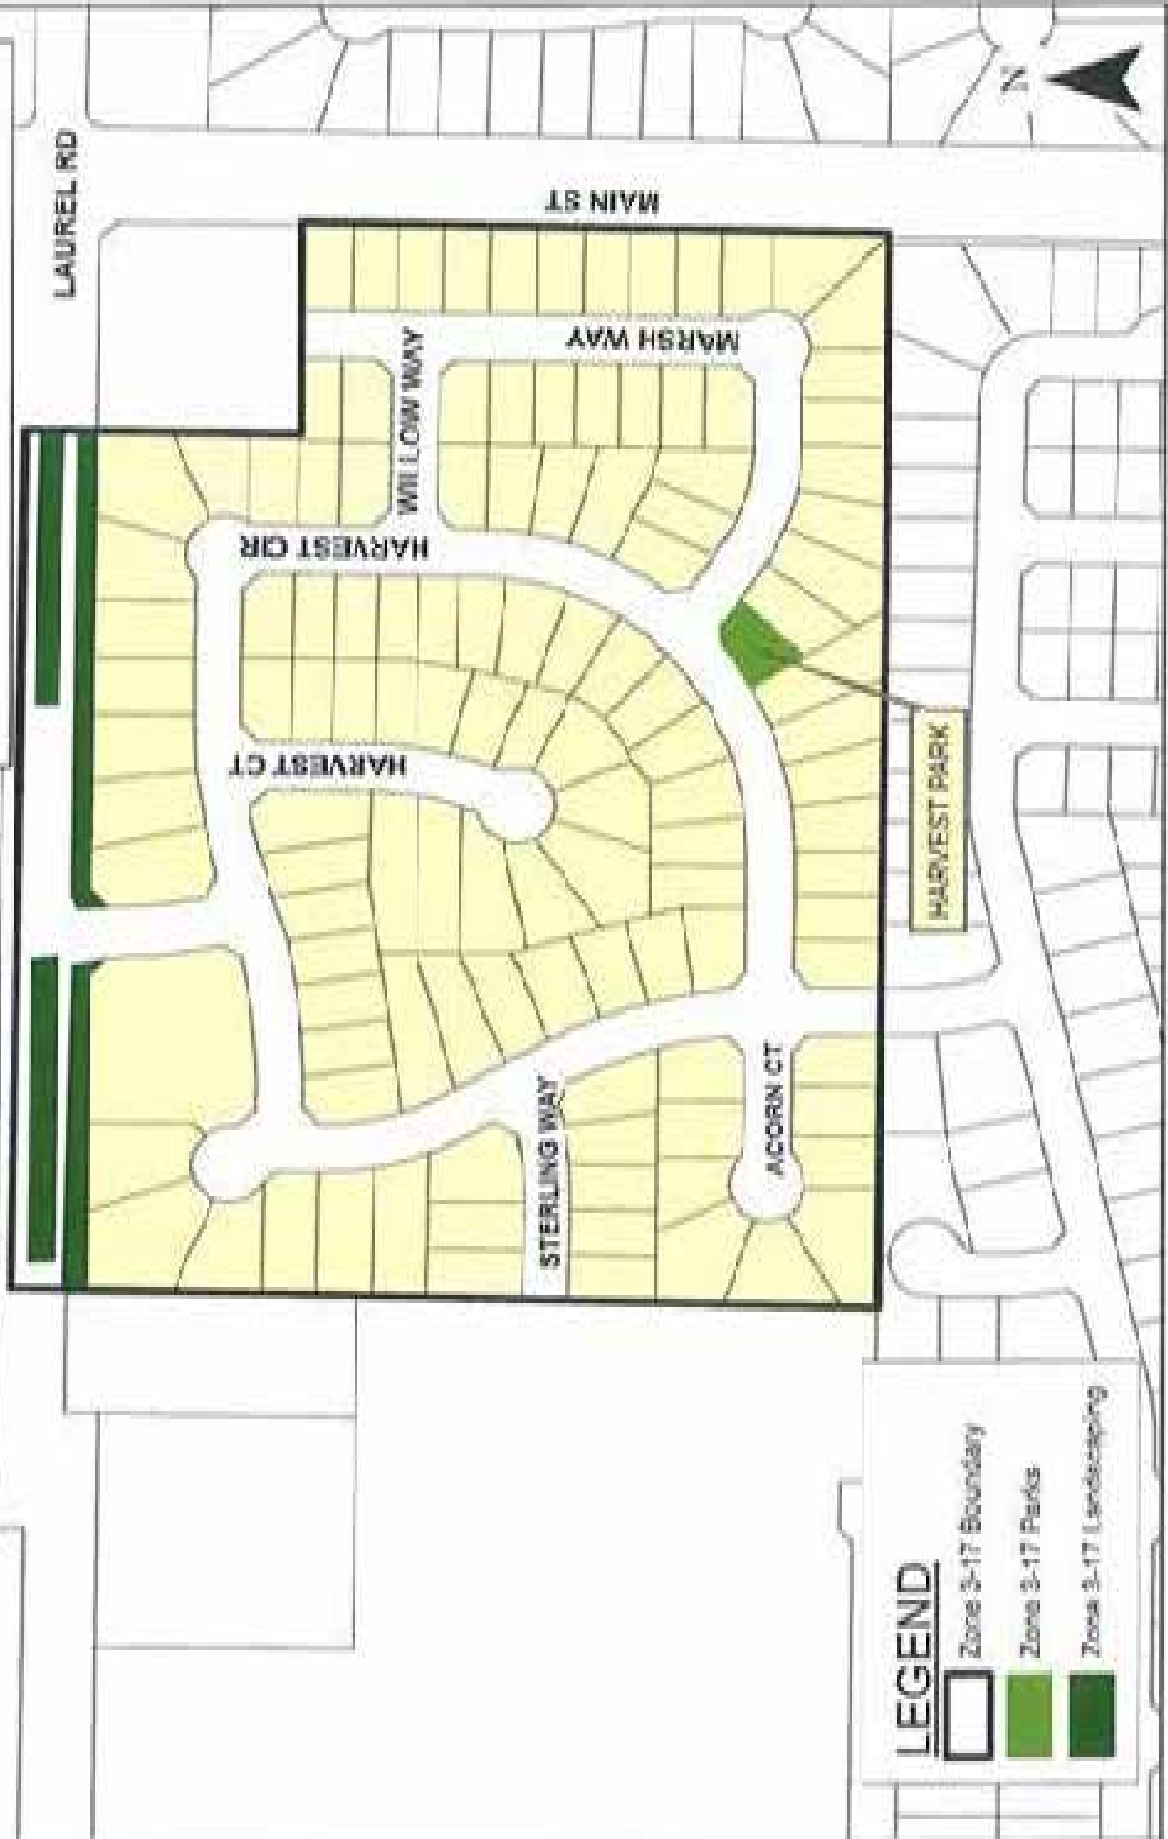 LAUREL RD
MAIN ST
MARSH WAY
WILLOW WAY
HARVEST CIR
HARVEST CT
STERLING WAY
ACORN CT
HARVEST PARK
N
LEGEND
Zone 3-17 Boundary
Zone 3-17 Parks
Zone 3-17 Landscaping